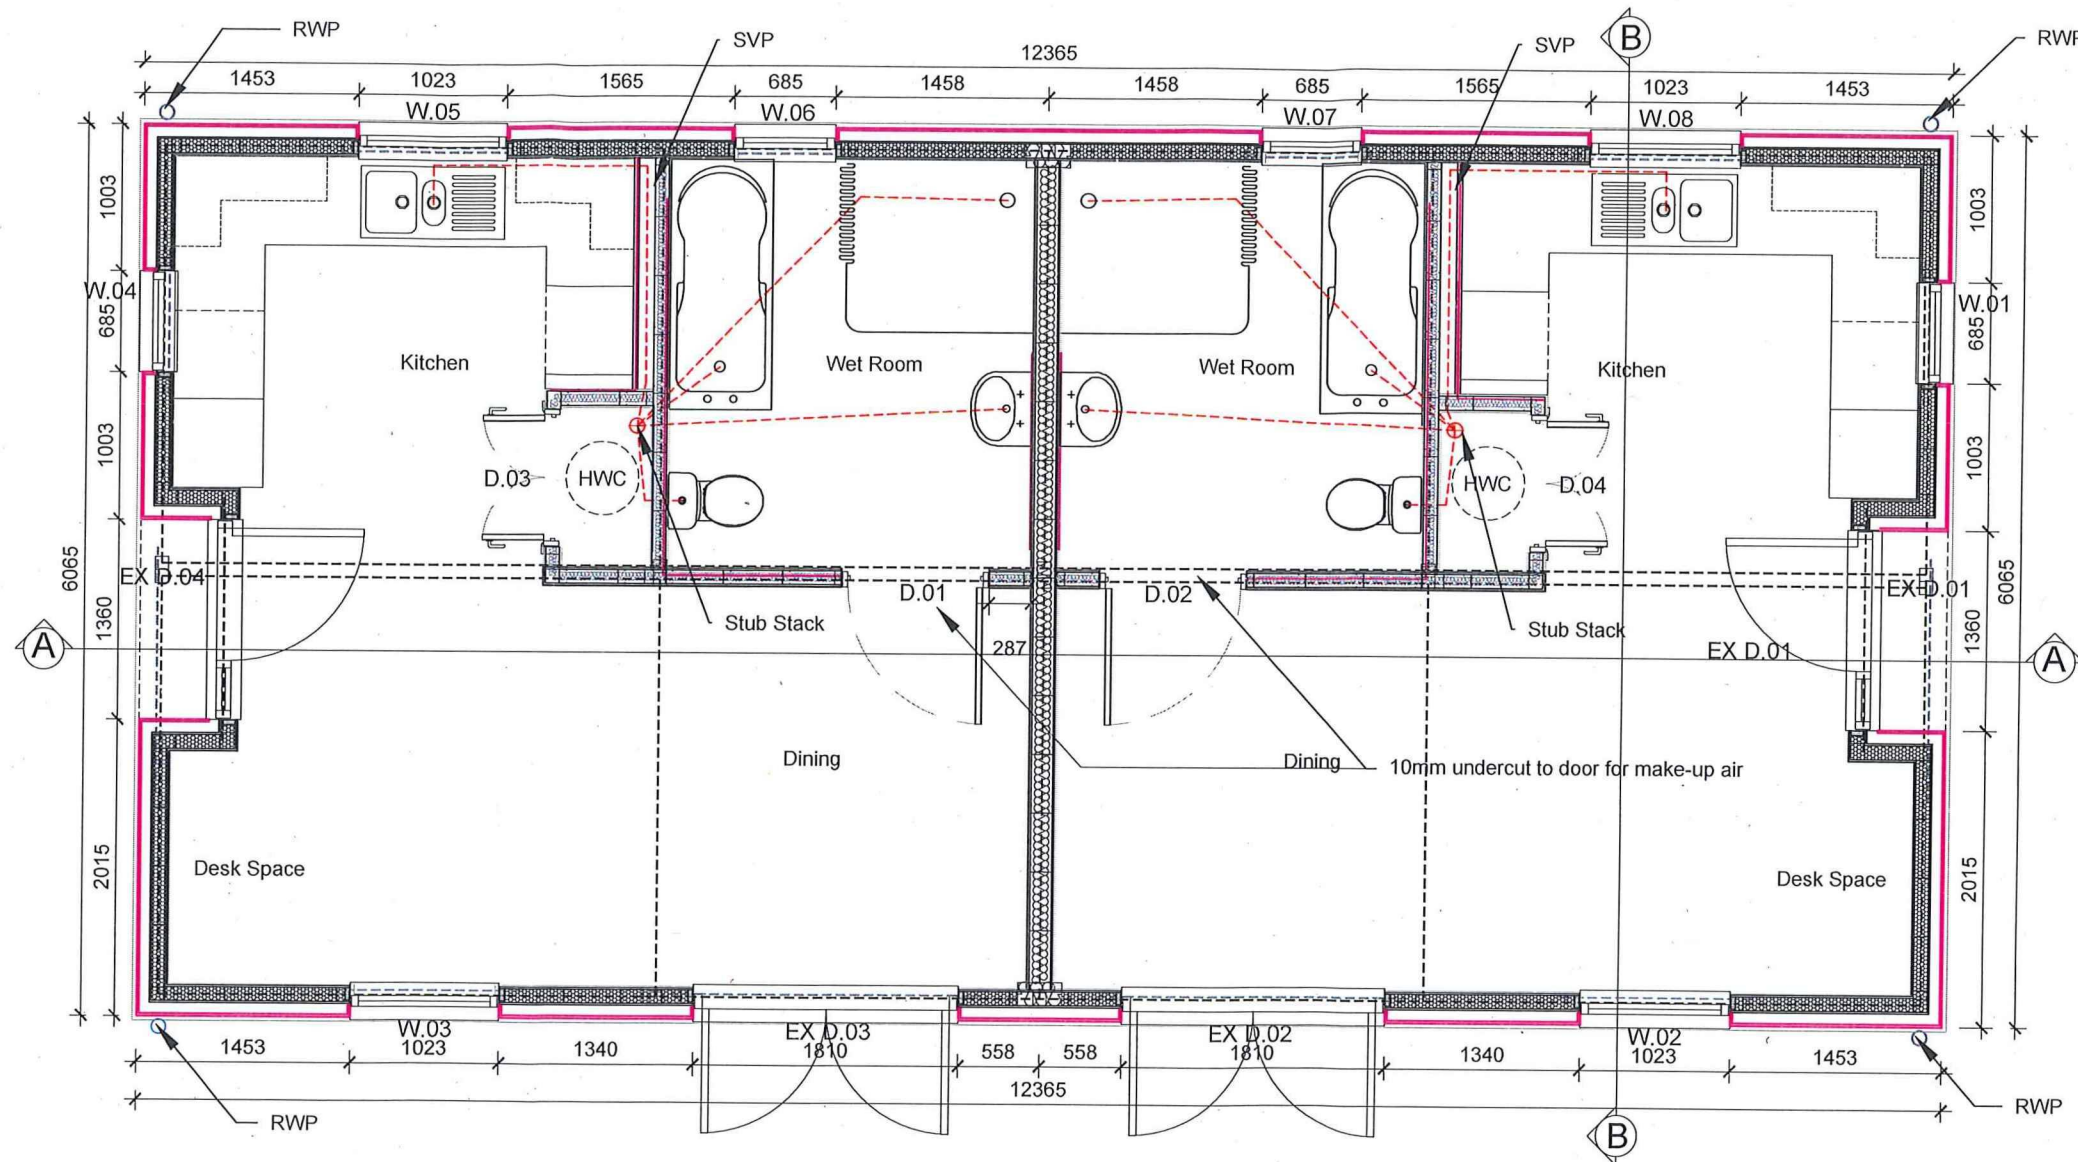 RWP
SVP
12365
SVP
B
RWP
1453
1023
1565
685
1458
1458
685
1565
1023
1453
W.05
W.06
W.07
W.08
1003
1003
W.04
W.01
685
685
Kitchen
Wet Room
Wet Room
Kitchen
1003
1003
D.03
HWC
HWC
D.04
6065
EX D.04
D.01
D.02
EX D.01
6065
1360
Stub Stack
287
Stub Stack
EX D.01
1360
A
A
Dining
Dining
10mm undercut to door for make-up air
2015
Desk Space
Desk Space
2015
W.03
EX D.03
EX D.02
W.02
1453
1023
1340
1810
558
558
1810
1340
1023
1453
12365
RWP
RWP
B